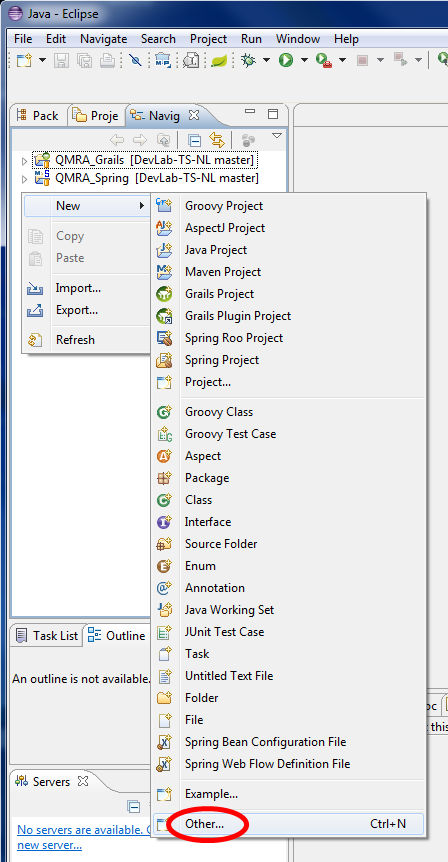 Java - Eclipse
File Edit Navigate Search Project Run Window Help
Pack Proje Navig
QMRA_Grails [DevLab-TS-NL master]
QMRA_Spring [DevLab-TS-NL master]
New
Copy
Paste
Import...
Export...
Refresh
Groovy Project
AspectJ Project
Java Project
Maven Project
Grails Project
Grails Plugin Project
Spring Roo Project
Spring Project
Project...
Groovy Class
Groovy Test Case
Aspect
Package
Class
Interface
Source Folder
Enum
Annotation
Java Working Set
JUnit Test Case
Task
Untitled Text File
Folder
File
Spring Bean Configuration File
Spring Web Flow Definition File
Example...
Other... Ctrl+N
Task List Outline
An outline is not available.
oc
t this
Servers
No servers are available.
new server...